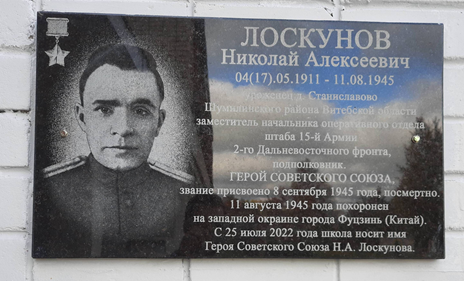 ЛОСКУНОВ
Николай Алексеевич
04(17).05.1911 - 11.08.1945
уроженец д. Станиславово
Шумилинского района Витебской области
заместитель начальника оперативного отдела
штаба 15-й Армии
2-го Дальневосточного фронта,
подполковник.
ГЕРОЙ СОВЕТСКОГО СОЮЗА,
звание присвоено 8 сентября 1945 года, посмертно.
11 августа 1945 года похоронен
на западной окраине города Фуцзинь (Китай).
С 25 июля 2022 года школа носит имя
Героя Советского Союза Н.А. Лоскунова.